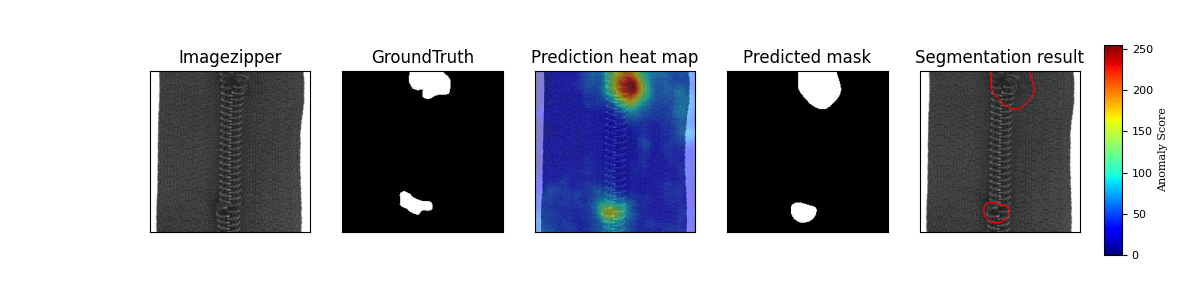 Imagezipper
GroundTruth
Prediction heat map
Predicted mask
Segmentation result
250
200
150
100
50
0
Anomaly Score